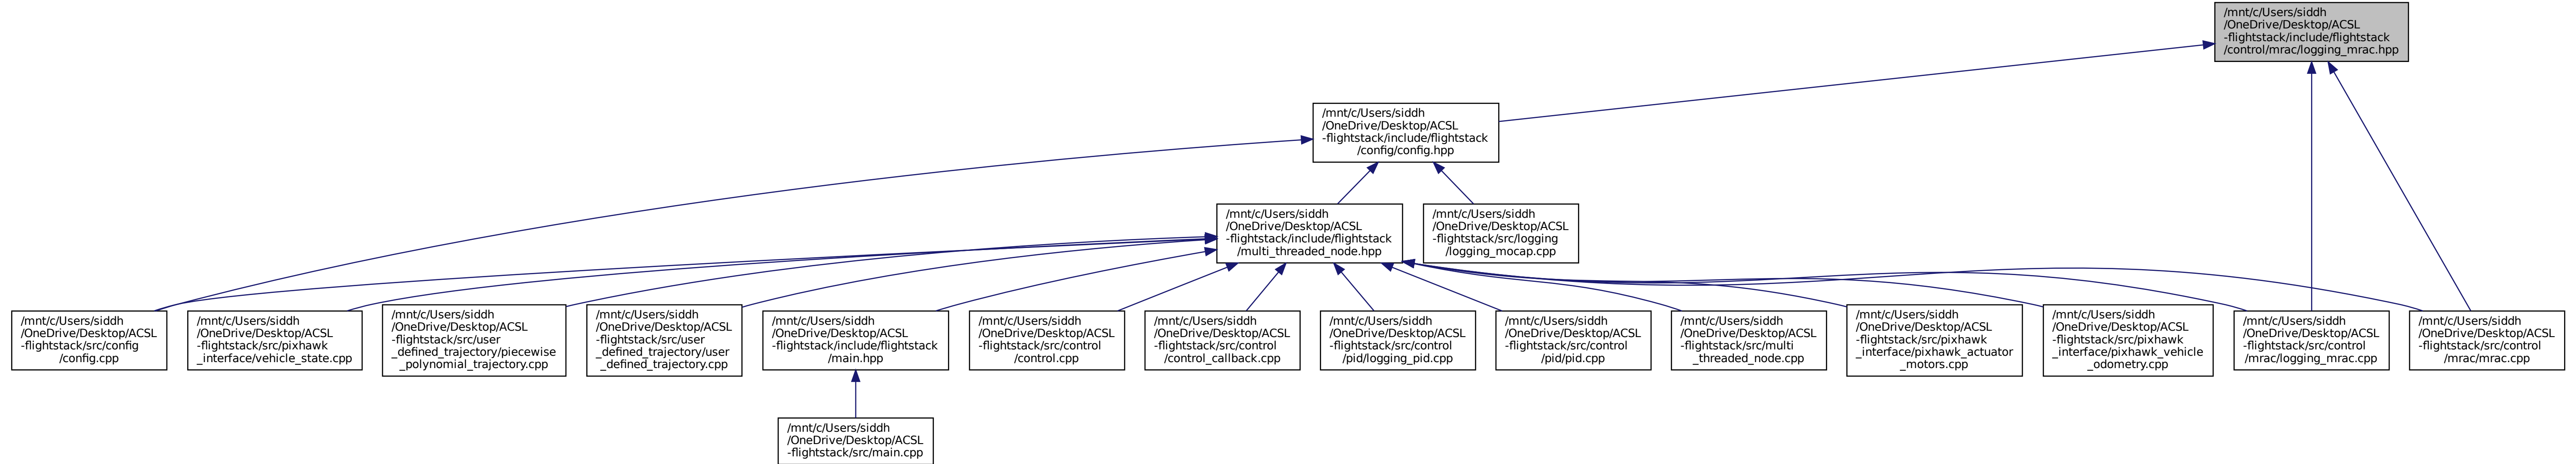 /mnt/c/Users/siddh
/OneDrive/Desktop/ACSL
-flightstack/include/flightstack
/control/mrac/logging_mrac.hpp
/mnt/c/Users/siddh
/OneDrive/Desktop/ACSL
-flightstack/include/flightstack
/config/config.hpp
/mnt/c/Users/siddh
/OneDrive/Desktop/ACSL
-flightstack/include/flightstack
/multi_threaded_node.hpp
/mnt/c/Users/siddh
/OneDrive/Desktop/ACSL
-flightstack/src/logging
/logging_mocap.cpp
/mnt/c/Users/siddh
/OneDrive/Desktop/ACSL
-flightstack/src/config
/config.cpp
/mnt/c/Users/siddh
/OneDrive/Desktop/ACSL
-flightstack/src/pixhawk
_interface/vehicle_state.cpp
/mnt/c/Users/siddh
/OneDrive/Desktop/ACSL
-flightstack/src/user
_defined_trajectory/piecewise
_polynomial_trajectory.cpp
/mnt/c/Users/siddh
/OneDrive/Desktop/ACSL
-flightstack/src/user
_defined_trajectory/user
_defined_trajectory.cpp
/mnt/c/Users/siddh
/OneDrive/Desktop/ACSL
-flightstack/include/flightstack
/main.hpp
/mnt/c/Users/siddh
/OneDrive/Desktop/ACSL
-flightstack/src/control
/control.cpp
/mnt/c/Users/siddh
/OneDrive/Desktop/ACSL
-flightstack/src/control
/control_callback.cpp
/mnt/c/Users/siddh
/OneDrive/Desktop/ACSL
-flightstack/src/control
/pid/logging_pid.cpp
/mnt/c/Users/siddh
/OneDrive/Desktop/ACSL
-flightstack/src/control
/pid/pid.cpp
/mnt/c/Users/siddh
/OneDrive/Desktop/ACSL
-flightstack/src/multi
_threaded_node.cpp
/mnt/c/Users/siddh
/OneDrive/Desktop/ACSL
-flightstack/src/pixhawk
_interface/pixhawk_actuator
_motors.cpp
/mnt/c/Users/siddh
/OneDrive/Desktop/ACSL
-flightstack/src/pixhawk
_interface/pixhawk_vehicle
_odometry.cpp
/mnt/c/Users/siddh
/OneDrive/Desktop/ACSL
-flightstack/src/control
/mrac/logging_mrac.cpp
/mnt/c/Users/siddh
/OneDrive/Desktop/ACSL
-flightstack/src/control
/mrac/mrac.cpp
/mnt/c/Users/siddh
/OneDrive/Desktop/ACSL
-flightstack/src/main.cpp